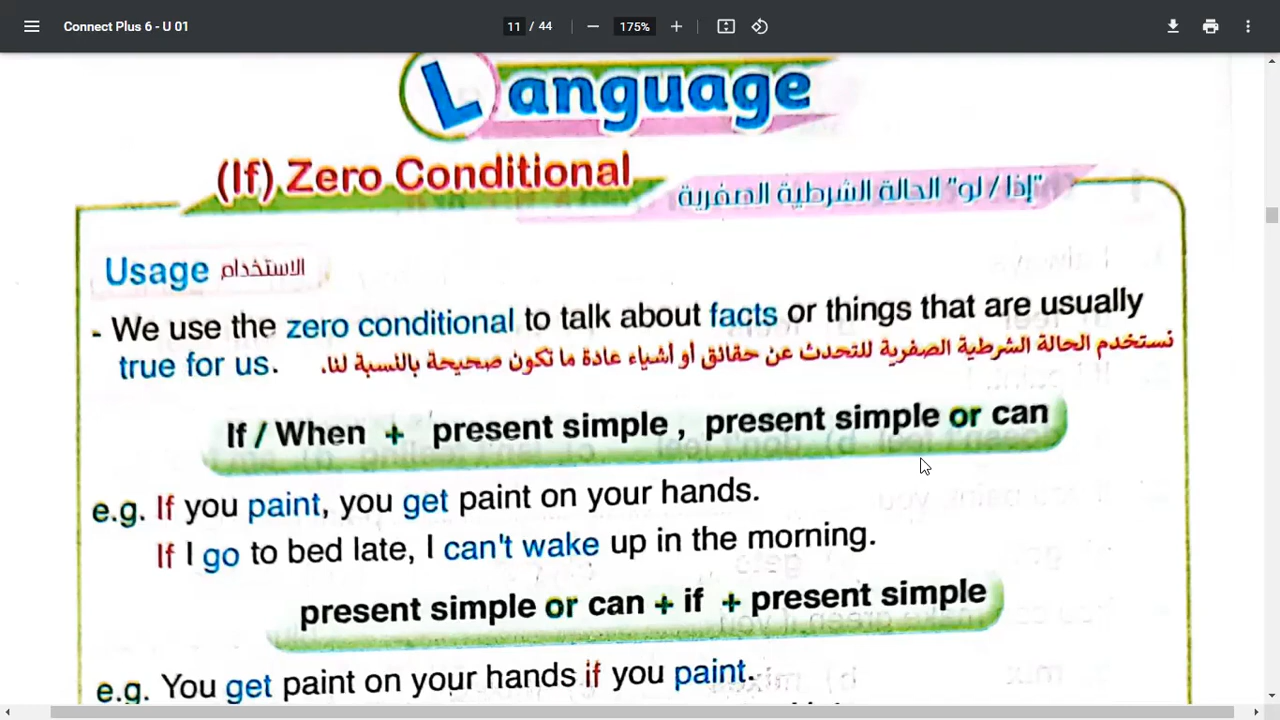 Connect Plus 6 - U 01
11 / 44
175%
Language
(If) Zero Conditional
"إذا / لو" الحالة الشرطية الصفرية
Usage الاستخدام
- We use the zero conditional to talk about facts or things that are usually
true for us. نستخدم الحالة الشرطية الصفرية للتحدث عن حقائق أو أشياء عادة ما تكون صحيحة بالنسبة لنا.
If / When + present simple , present simple or can
e.g. If you paint, you get paint on your hands.
If I go to bed late, I can't wake up in the morning.
present simple or can + if + present simple
e.g. You get paint on your hands if you paint.